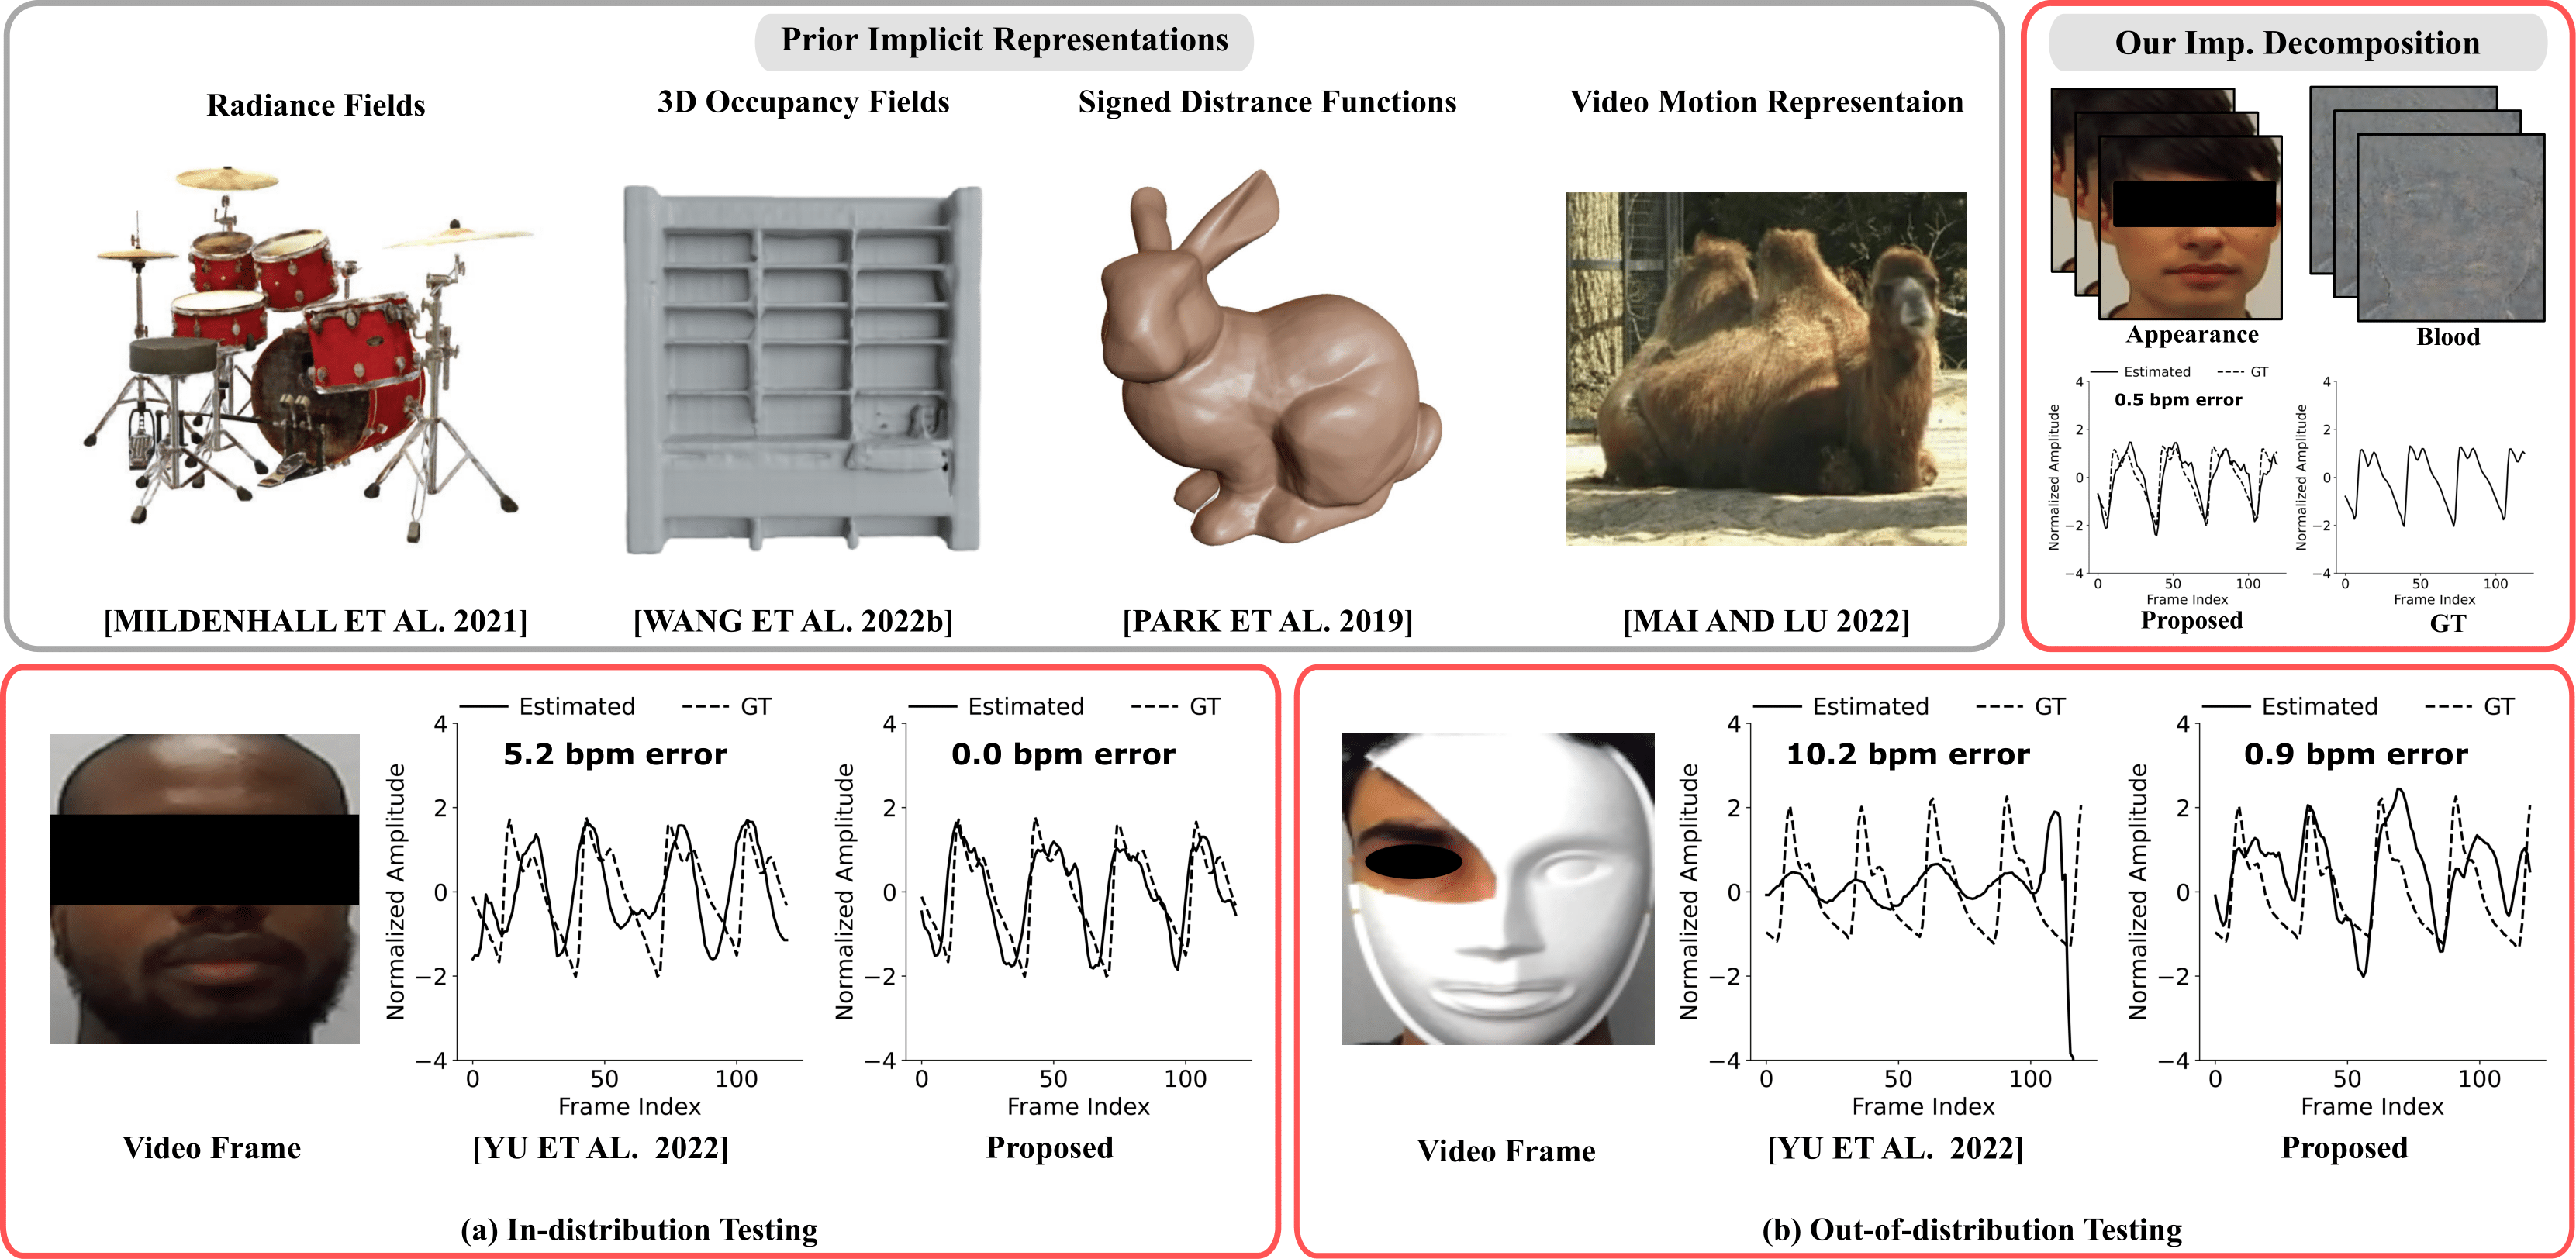 Prior Implicit Representations
Radiance Fields
3D Occupancy Fields
Signed Distrance Functions
Video Motion Representaion
[MILDENHALL ET AL. 2021]
[WANG ET AL. 2022b]
[PARK ET AL. 2019]
[MAI AND LU 2022]
Our Imp. Decomposition
Appearance
Blood
Estimated
GT
0.5 bpm error
Normalized Amplitude
4
2
0
−2
−4
0
50
100
Frame Index
Proposed
Normalized Amplitude
4
2
0
−2
−4
0
50
100
Frame Index
GT
Video Frame
Estimated
GT
5.2 bpm error
Normalized Amplitude
4
2
0
−2
−4
0
50
100
Frame Index
[YU ET AL. 2022]
Estimated
GT
0.0 bpm error
Normalized Amplitude
4
2
0
−2
−4
0
50
100
Frame Index
Proposed
(a) In-distribution Testing
Video Frame
Estimated
GT
10.2 bpm error
Normalized Amplitude
4
2
0
−2
−4
0
50
100
Frame Index
[YU ET AL. 2022]
Estimated
GT
0.9 bpm error
Normalized Amplitude
4
2
0
−2
−4
0
50
100
Frame Index
Proposed
(b) Out-of-distribution Testing